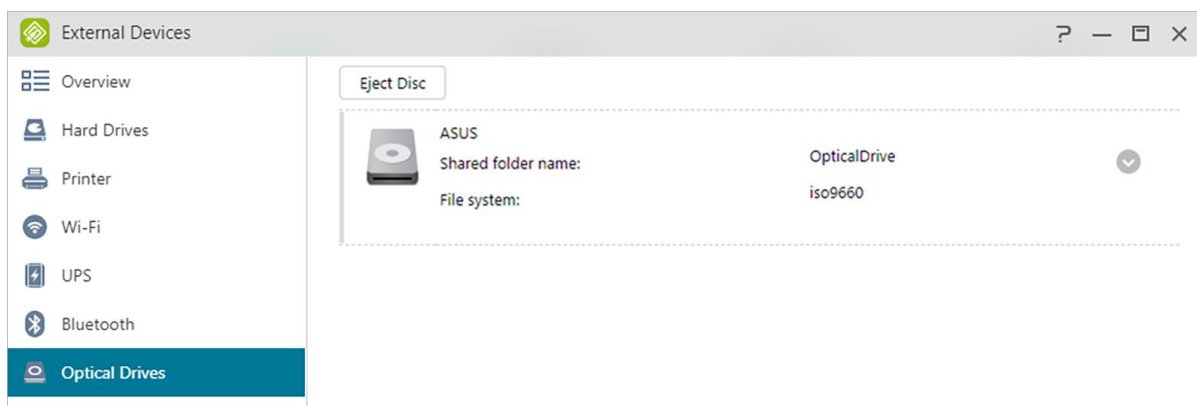 External Devices
Overview
Hard Drives
Printer
Wi-Fi
UPS
Bluetooth
Optical Drives
Eject Disc
ASUS
Shared folder name: OpticalDrive
File system: iso9660